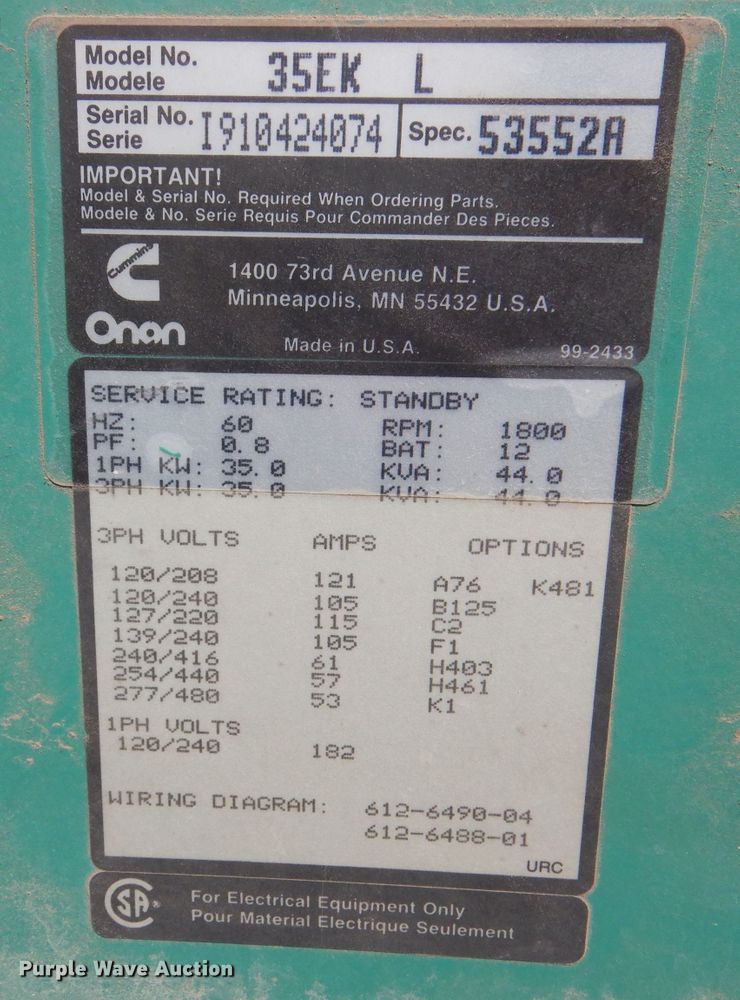 Model No.
Modele
35EK L
Serial No.
Serie
I910424074
Spec. 53552A
IMPORTANT!
Model & Serial No. Required When Ordering Parts.
Modele & No. Serie Requis Pour Commander Des Pieces.
Cummins
Onan
1400 73rd Avenue N.E.
Minneapolis, MN 55432 U.S.A.
Made in U.S.A.
99-2433
SERVICE RATING: STANDBY
HZ: 60 RPM: 1800
PF: 0.8 BAT: 12
1PH KW: 35.0 KVA: 44.0
3PH KW: 35.0 KVA: 44.0
3PH VOLTS AMPS OPTIONS
120/208 121 A76 K481
120/240 105 B125
127/220 115 C2
139/240 105 F1
240/416 61 H403
254/440 57 H461
277/480 53 K1
1PH VOLTS
120/240 182
WIRING DIAGRAM: 612-6490-04
612-6488-01
URC
SA
For Electrical Equipment Only
Pour Material Electrique Seulement
Purple Wave Auction